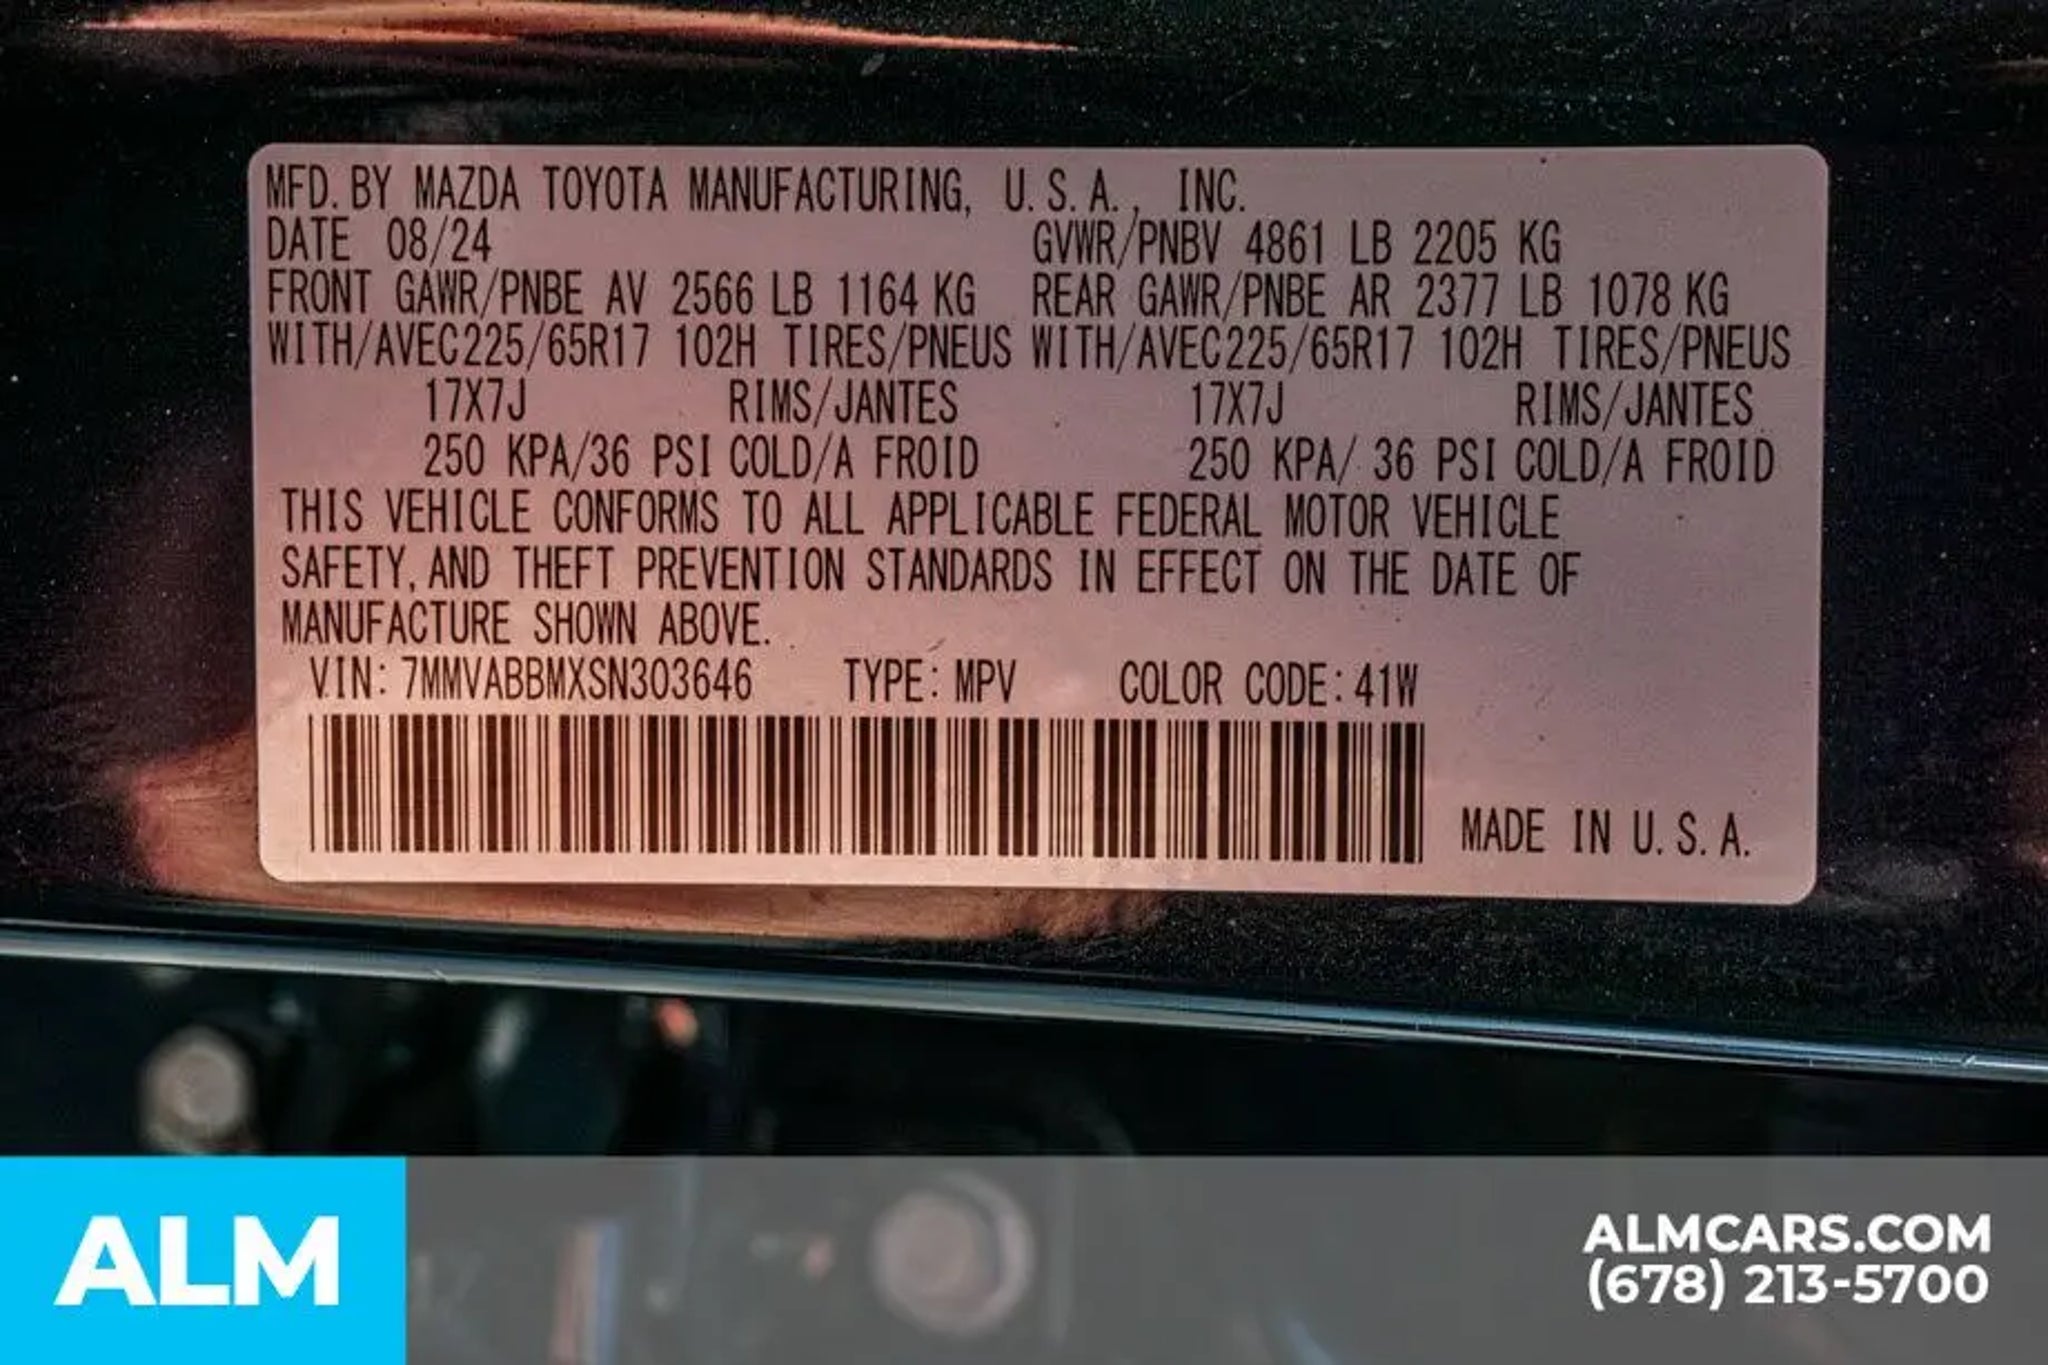 MFD. BY MAZDA TOYOTA MANUFACTURING, U.S.A., INC.
DATE 08/24 GVWR/PNBV 4861 LB 2205 KG
FRONT GAWR/PNBE AV 2566 LB 1164 KG REAR GAWR/PNBE AR 2377 LB 1078 KG
WITH/AVEC225/65R17 102H TIRES/PNEUS WITH/AVEC225/65R17 102H TIRES/PNEUS
17X7J RIMS/JANTES 17X7J RIMS/JANTES
250 KPA/36 PSI COLD/A FROID 250 KPA/ 36 PSI COLD/A FROID
THIS VEHICLE CONFORMS TO ALL APPLICABLE FEDERAL MOTOR VEHICLE
SAFETY, AND THEFT PREVENTION STANDARDS IN EFFECT ON THE DATE OF
MANUFACTURE SHOWN ABOVE.
VIN: 7MMVABBMXSN303646 TYPE: MPV COLOR CODE: 41W
MADE IN U.S.A.
ALM
ALMCARS.COM
(678) 213-5700